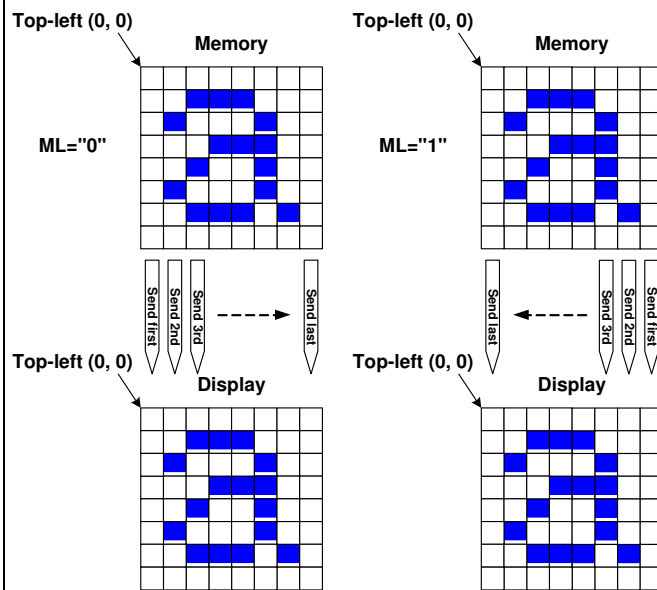 Top-left (0, 0)
Memory
ML="0"
Send first
Send 2nd
Send 3rd
Send last
Top-left (0, 0)
Display
Top-left (0, 0)
Memory
ML="1"
Send last
Send 3rd
Send 2nd
Send first
Top-left (0, 0)
Display